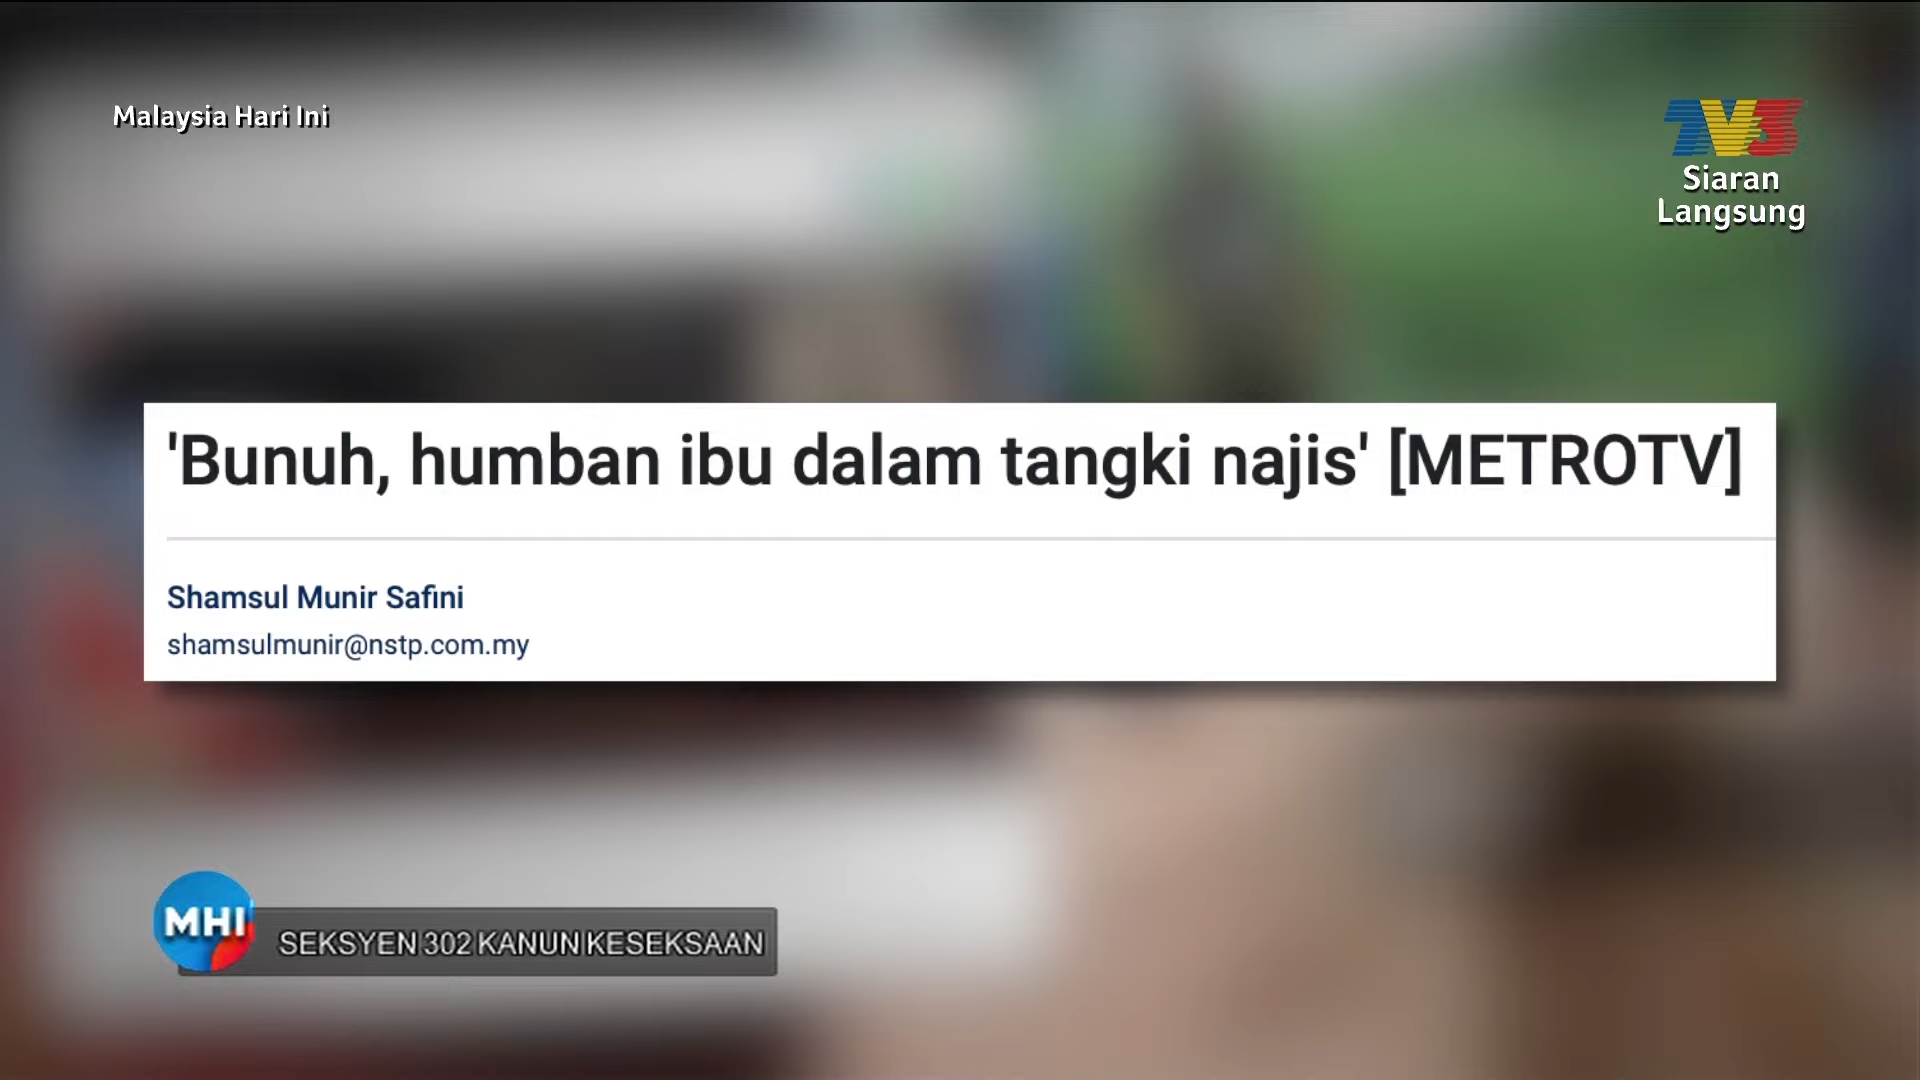 Malaysia Hari Ini
TV3
Siaran
Langsung
'Bunuh, humban ibu dalam tangki najis' [METROTV]
Shamsul Munir Safini
shamsulmunir@nstp.com.my
MHI
SEKSYEN 302 KANUN KESEKSAAN